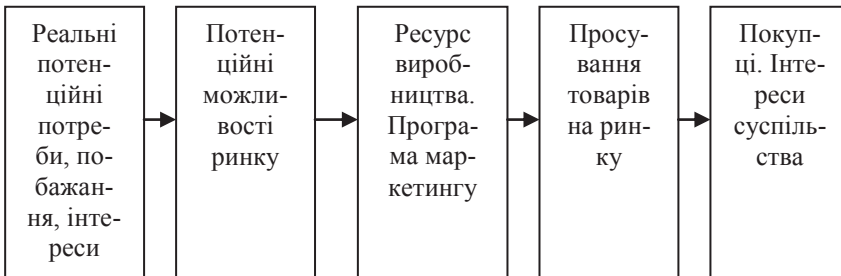 Реальні
потен-
ційні
потре-
би, по-
бажан-
ня, інте-
реси
Потен-
ційні
можли-
вості
ринку
Ресурс
вироб-
ництва.
Програ-
ма мар-
кетингу
Просу-
вання
товарів
на рин-
ку
Покуп-
ці. Інте-
реси
суспіль-
ства